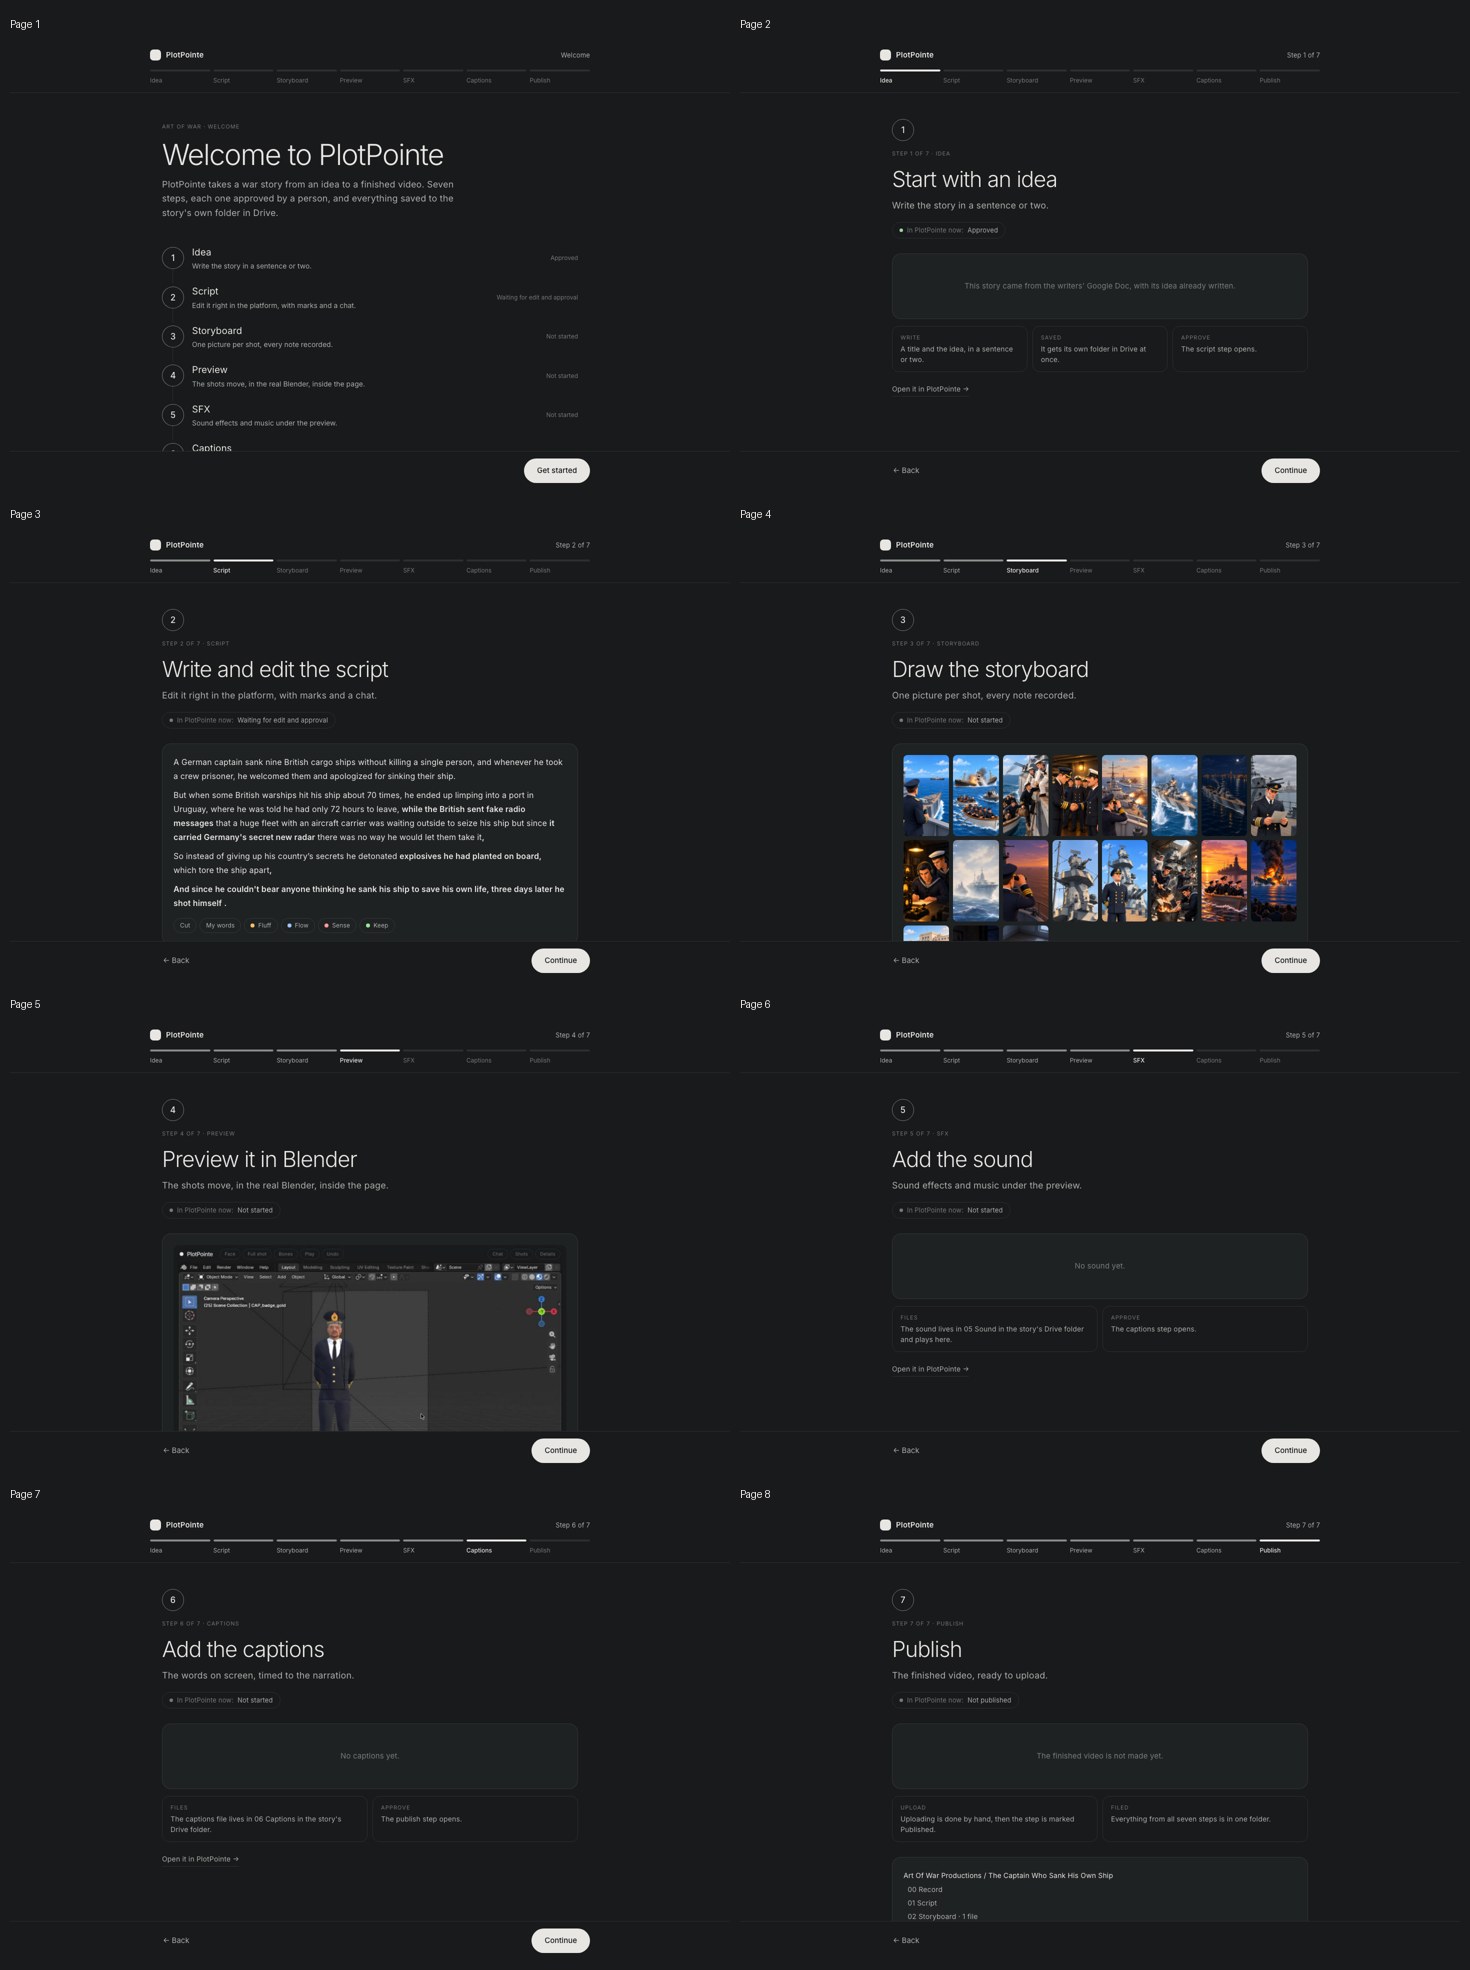 Page 1
PlotPointe
Welcome
Idea Script Storyboard Preview SFX Captions Publish
ART OF WAR · WELCOME
Welcome to PlotPointe
PlotPointe takes a war story from an idea to a finished video. Seven
steps, each one approved by a person, and everything saved to the
story's own folder in Drive.
1 Idea
Write the story in a sentence or two.
Approved
2 Script
Edit it right in the platform, with marks and a chat.
Waiting for edit and approval
3 Storyboard
One picture per shot, every note recorded.
Not started
4 Preview
The shots move, in the real Blender, inside the page.
Not started
5 SFX
Sound effects and music under the preview.
Not started
Captions
Get started
Page 2
PlotPointe
Step 1 of 7
Idea Script Storyboard Preview SFX Captions Publish
1
STEP 1 OF 7 · IDEA
Start with an idea
Write the story in a sentence or two.
In PlotPointe now: Approved
This story came from the writers' Google Doc, with its idea already written.
WRITE
A title and the idea, in a sentence
or two.
SAVED
It gets its own folder in Drive at
once.
APPROVE
The script step opens.
Open it in PlotPointe →
← Back
Continue
Page 3
PlotPointe
Step 2 of 7
Idea Script Storyboard Preview SFX Captions Publish
2
STEP 2 OF 7 · SCRIPT
Write and edit the script
Edit it right in the platform, with marks and a chat.
In PlotPointe now: Waiting for edit and approval
A German captain sank nine British cargo ships without killing a single person, and whenever he took
a crew prisoner, he welcomed them and apologized for sinking their ship.
But when some British warships hit his ship about 70 times, he ended up limping into a port in
Uruguay, where he was told he had only 72 hours to leave, while the British sent fake radio
messages that a huge fleet with an aircraft carrier was waiting outside to seize his ship but since it
carried Germany's secret new radar there was no way he would let them take it,
So instead of giving up his country's secrets he detonated explosives he had planted on board,
which tore the ship apart,
And since he couldn't bear anyone thinking he sank his ship to save his own life, three days later he
shot himself .
Cut My words Fluff Flow Sense Keep
← Back
Continue
Page 4
PlotPointe
Step 3 of 7
Idea Script Storyboard Preview SFX Captions Publish
3
STEP 3 OF 7 · STORYBOARD
Draw the storyboard
One picture per shot, every note recorded.
In PlotPointe now: Not started
← Back
Continue
Page 5
PlotPointe
Step 4 of 7
Idea Script Storyboard Preview SFX Captions Publish
4
STEP 4 OF 7 · PREVIEW
Preview it in Blender
The shots move, in the real Blender, inside the page.
In PlotPointe now: Not started
PlotPointe Face Full shot Bones Play Undo Chat Shots Details
File Edit Render Window Help Layout Modeling Sculpting UV Editing Texture Paint Scene ViewLayer
Object Mode View Select Add Object Global
Options
Camera Perspective
← Back
Continue
Page 6
PlotPointe
Step 5 of 7
Idea Script Storyboard Preview SFX Captions Publish
5
STEP 5 OF 7 · SFX
Add the sound
Sound effects and music under the preview.
In PlotPointe now: Not started
No sound yet.
FILES
The sound lives in 05 Sound in the story's Drive folder
and plays here.
APPROVE
The captions step opens.
Open it in PlotPointe →
← Back
Continue
Page 7
PlotPointe
Step 6 of 7
Idea Script Storyboard Preview SFX Captions Publish
6
STEP 6 OF 7 · CAPTIONS
Add the captions
The words on screen, timed to the narration.
In PlotPointe now: Not started
No captions yet.
FILES
The captions file lives in 06 Captions in the story's
Drive folder.
APPROVE
The publish step opens.
Open it in PlotPointe →
← Back
Continue
Page 8
PlotPointe
Step 7 of 7
Idea Script Storyboard Preview SFX Captions Publish
7
STEP 7 OF 7 · PUBLISH
Publish
The finished video, ready to upload.
In PlotPointe now: Not published
The finished video is not made yet.
UPLOAD
Uploading is done by hand, then the step is marked
Published.
FILED
Everything from all seven steps is in one folder.
Art Of War Productions / The Captain Who Sank His Own Ship
00 Record
01 Script
02 Storyboard · 1 file
← Back